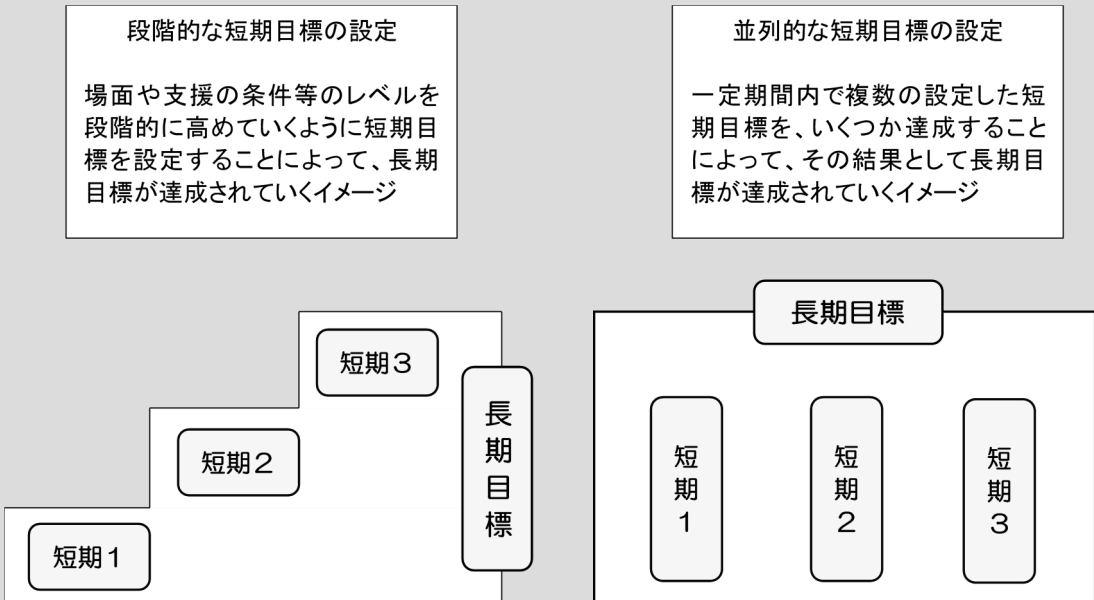 段階的な短期目標の設定
場面や支援の条件等のレベルを
段階的に高めていくように短期目
標を設定することによって、長期
目標が達成されていくイメージ
並列的な短期目標の設定
一定期間内で複数の設定した短
期目標を、いくつか達成すること
によって、その結果として長期目
標が達成されていくイメージ
短期3
短期2
短期1
長期目標
長期目標
短期1
短期2
短期3